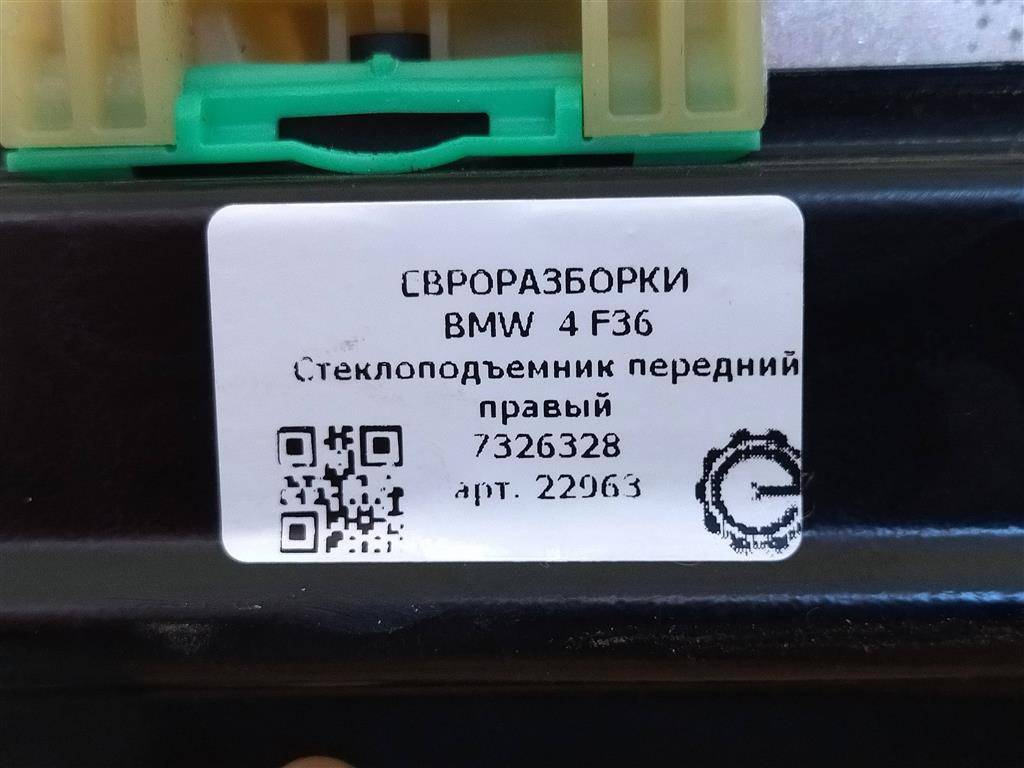 ЕВРОРАЗБОРКИ
BMW 4 F36
Стеклоподъемник передний
правый
7326328
арт. 22963